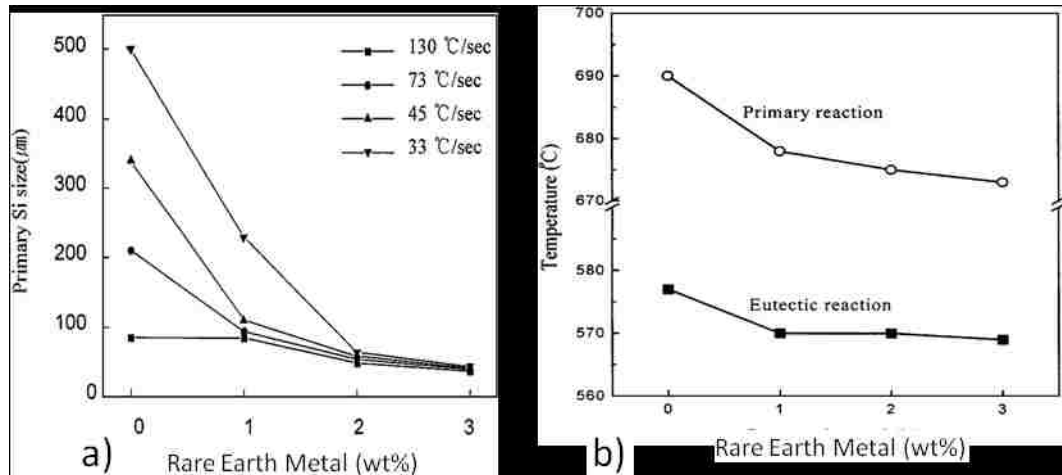 Primary Si size(㎛)
500
400
300
200
100
0
130 ℃/sec
73 ℃/sec
45 ℃/sec
33 ℃/sec
0 1 2 3
a)
Rare Earth Metal (wt%)
Temperature (℃)
690
680
670
580
570
560
Primary reaction
Eutectic reaction
0 1 2 3
b)
Rare Earth Metal (wt%)